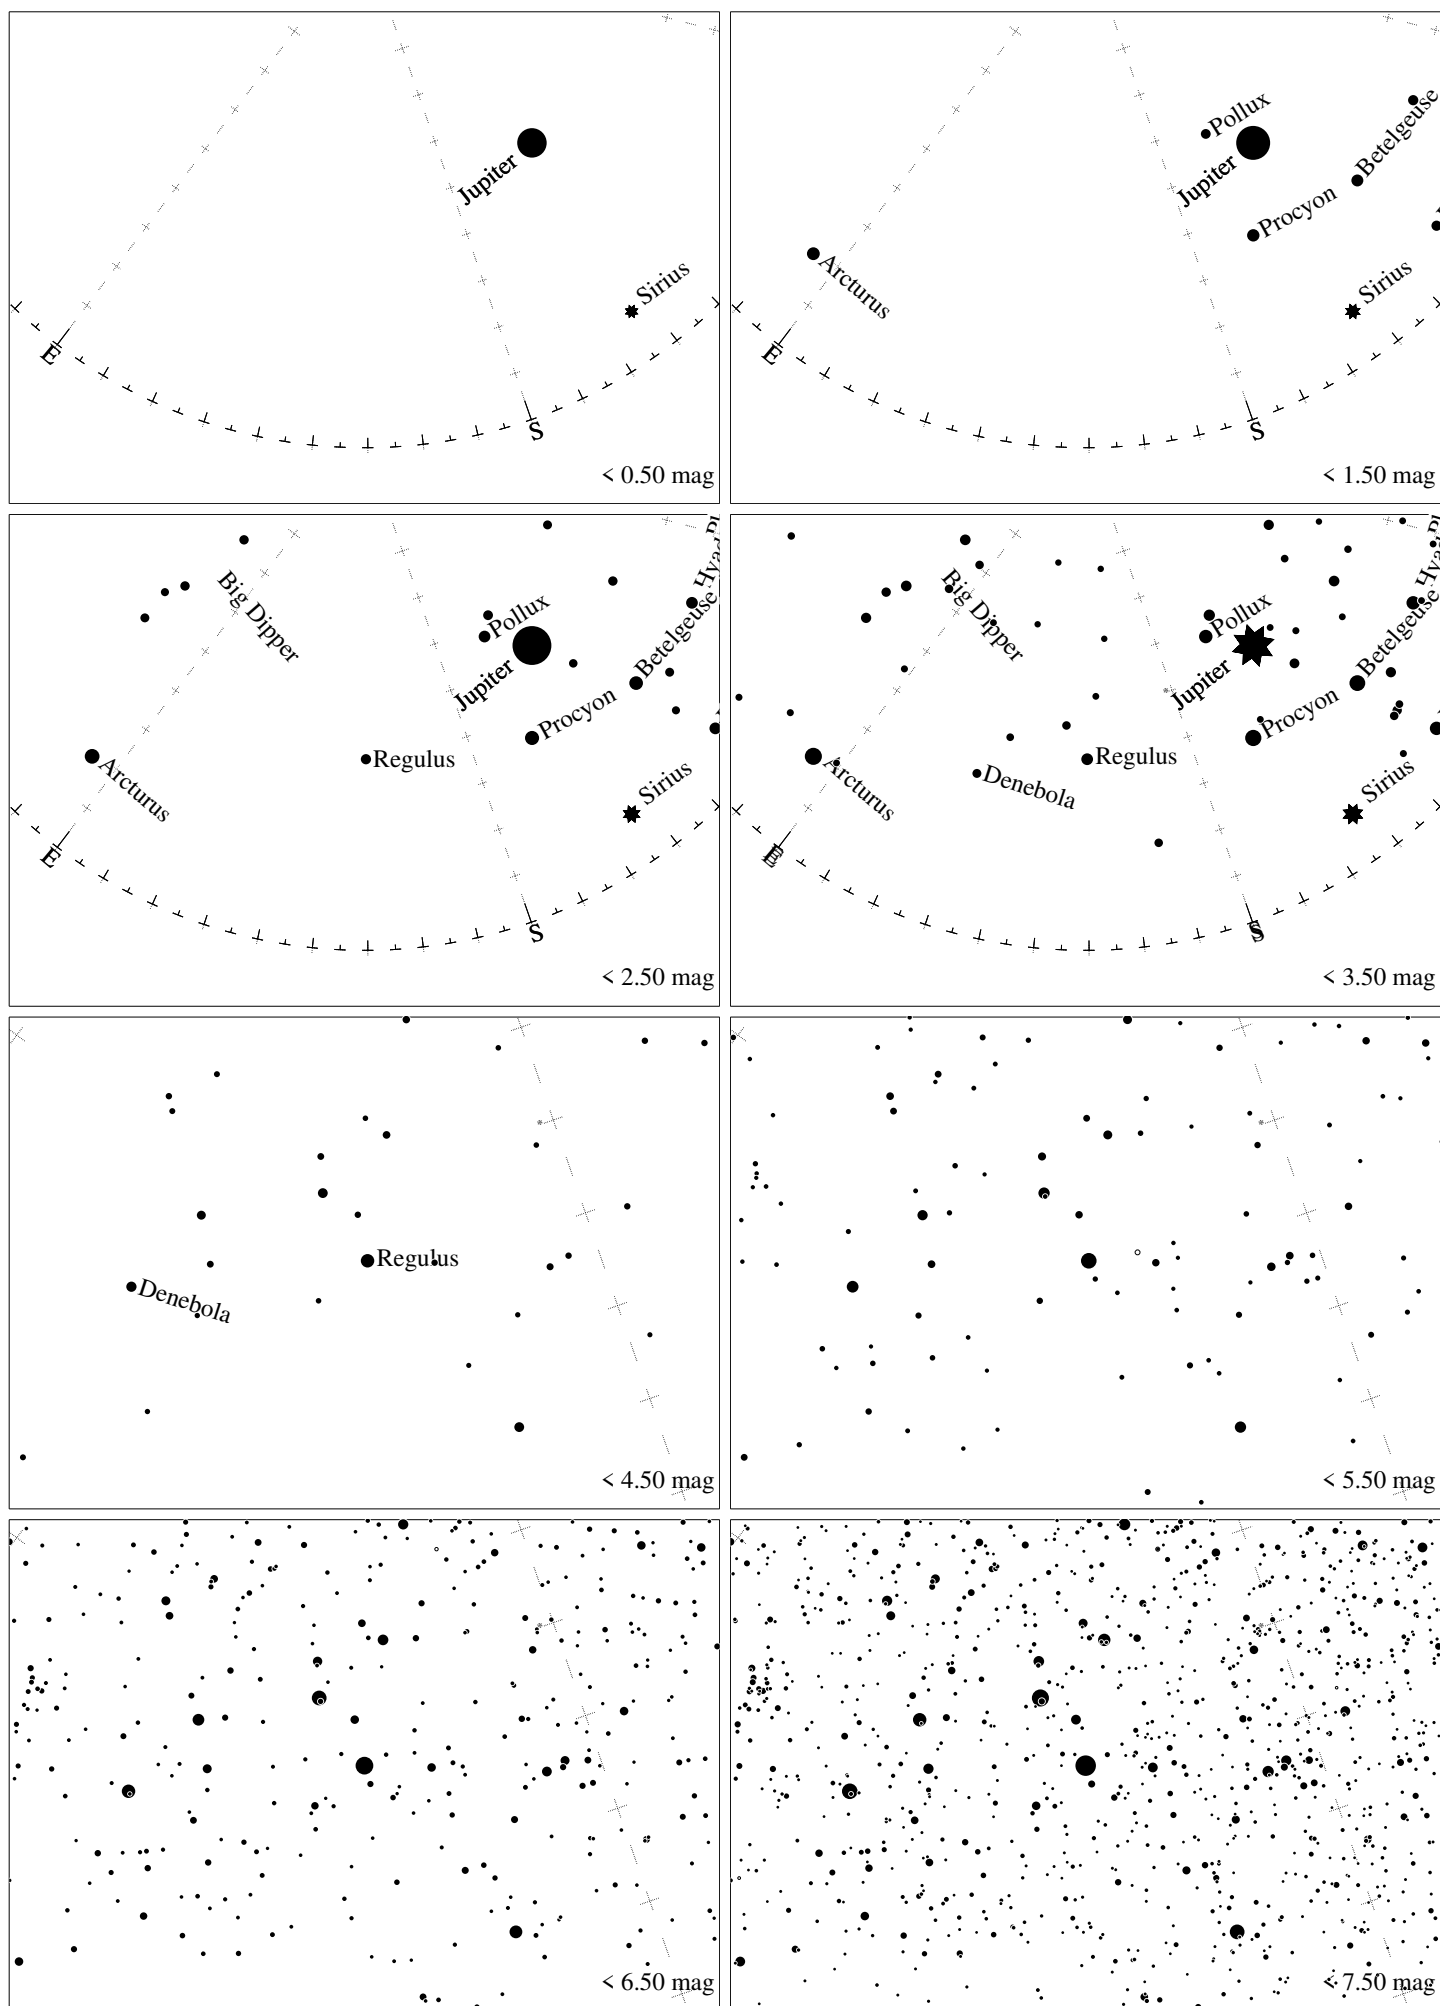 Jupiter
Sirius
E
S
< 0.50 mag
Pollux
Betelgeuse
Jupiter
Procyon
Arcturus
Sirius
E
S
< 1.50 mag
Big Dipper
Pollux
Betelgeuse
Jupiter
Procyon
Regulus
Arcturus
Sirius
E
S
< 2.50 mag
Big Dipper
Pollux
Betelgeuse
Jupiter
Procyon
Regulus
Denebola
Arcturus
Sirius
E
S
< 3.50 mag
Regulus
Denebola
< 4.50 mag
< 5.50 mag
< 6.50 mag
< 7.50 mag